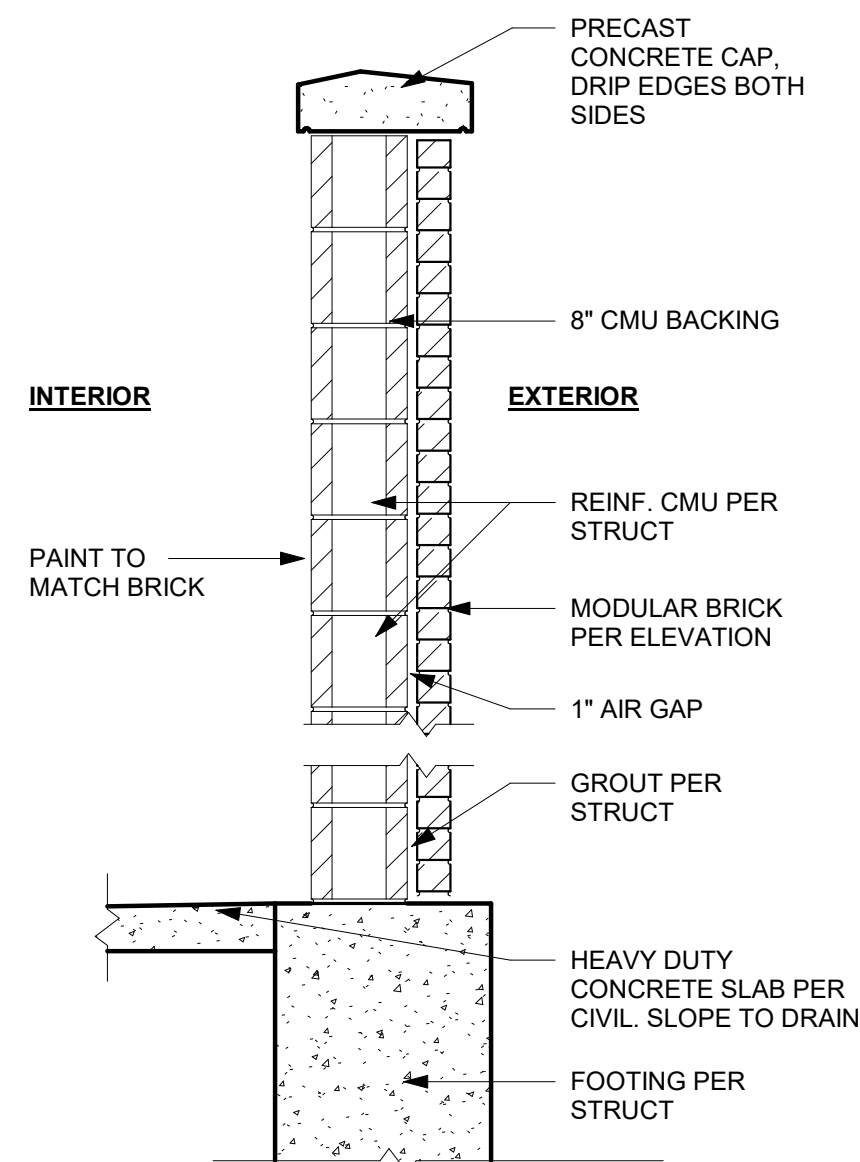 PRECAST
CONCRETE CAP,
DRIP EDGES BOTH
SIDES
8" CMU BACKING
INTERIOR
EXTERIOR
REINF. CMU PER
STRUCT
PAINT TO
MATCH BRICK
MODULAR BRICK
PER ELEVATION
1" AIR GAP
GROUT PER
STRUCT
HEAVY DUTY
CONCRETE SLAB PER
CIVIL. SLOPE TO DRAIN
FOOTING PER
STRUCT